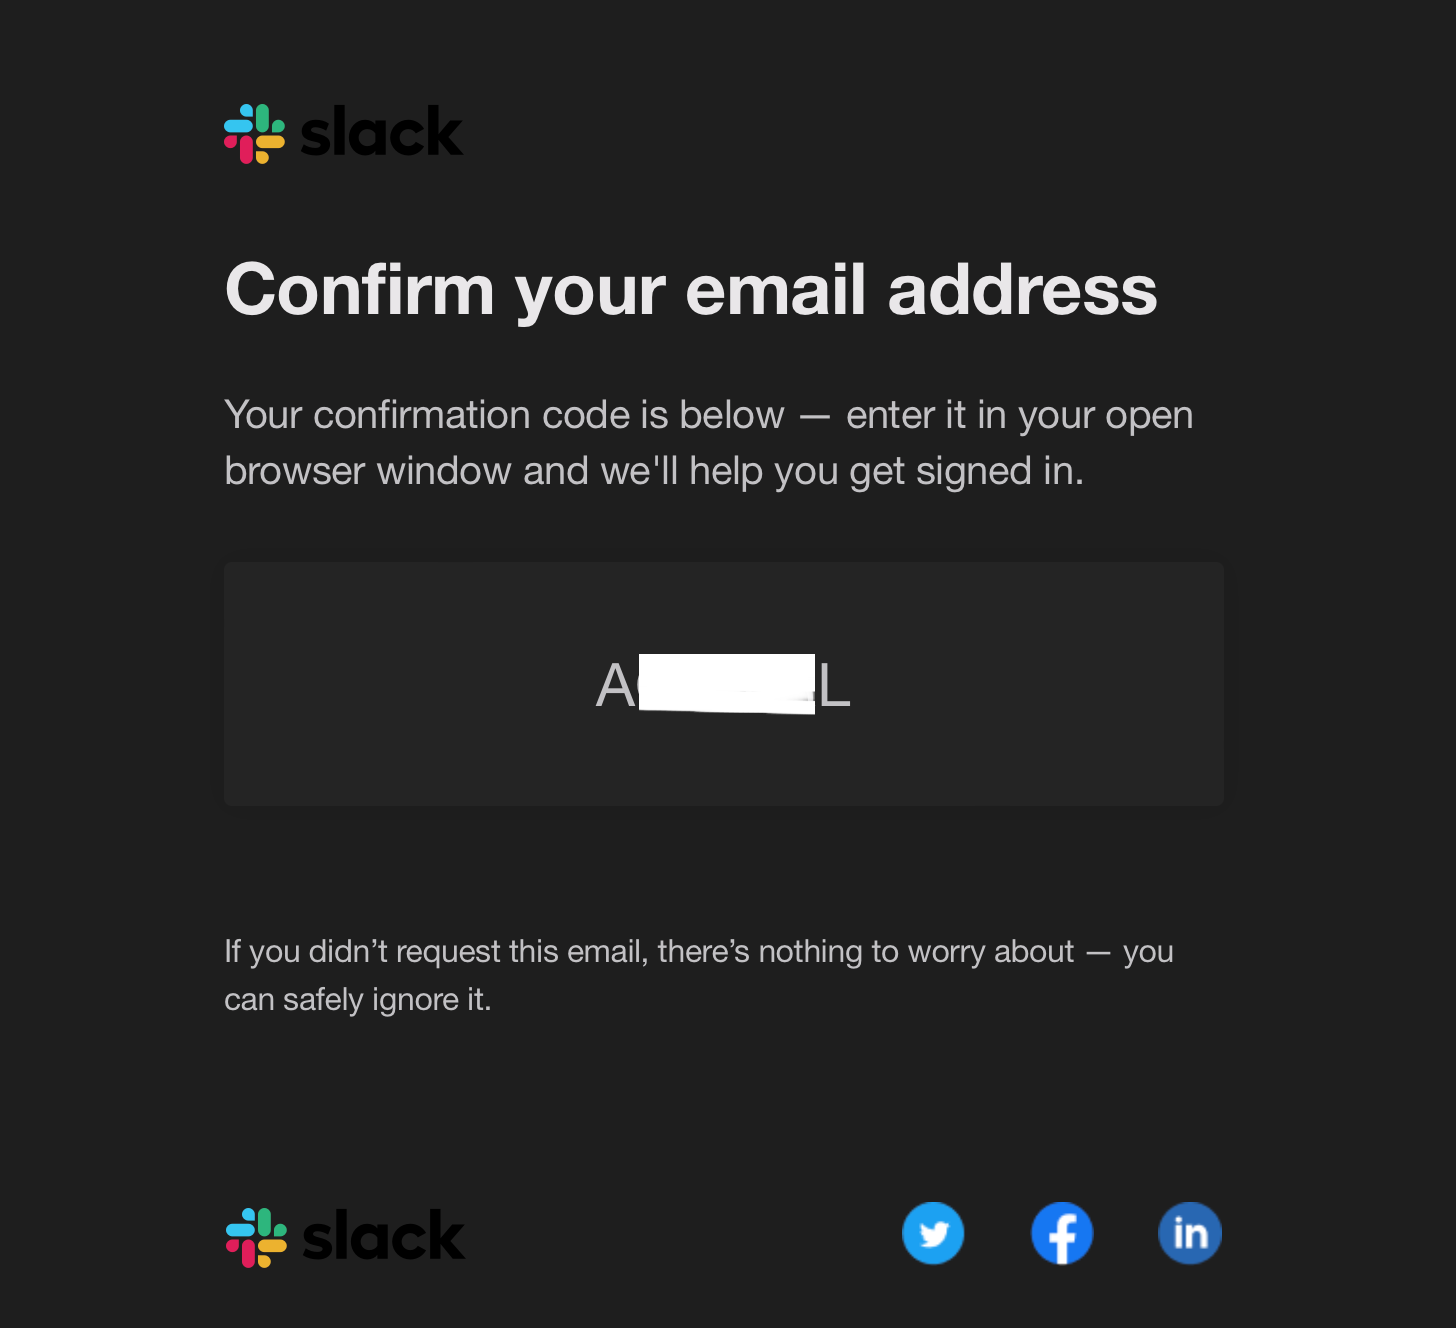 slack
Confirm your email address
Your confirmation code is below — enter it in your open
browser window and we'll help you get signed in.
A L
If you didn’t request this email, there’s nothing to worry about — you
can safely ignore it.
slack